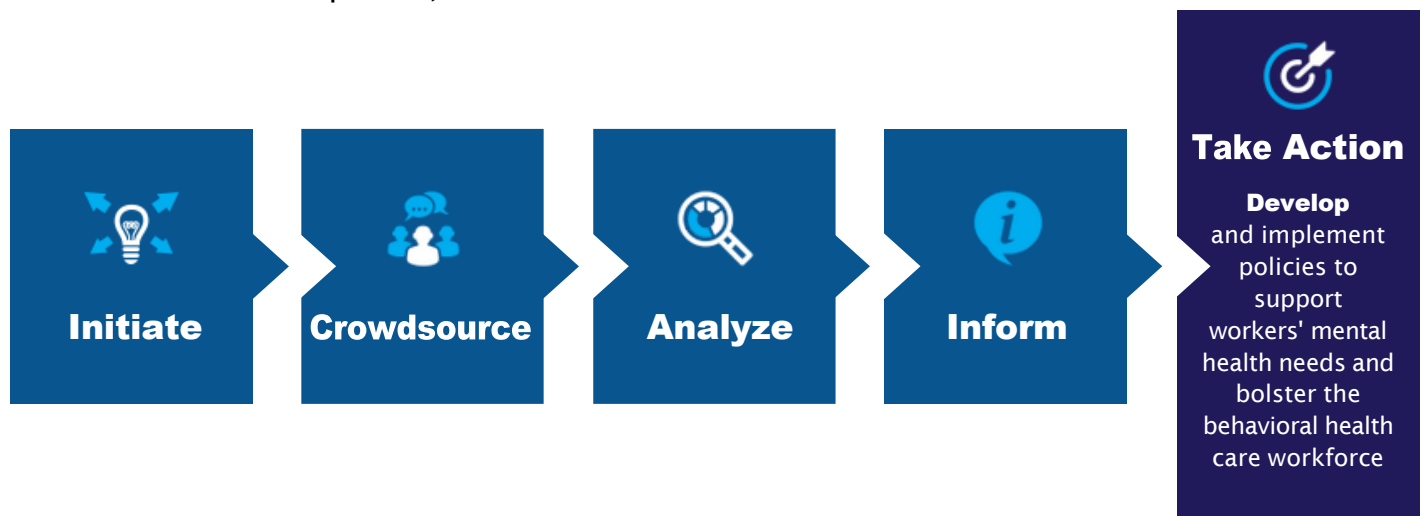 Initiate
Crowdsource
Analyze
Inform
Take Action
Develop
and implement
policies to
support
workers' mental
health needs and
bolster the
behavioral health
care workforce